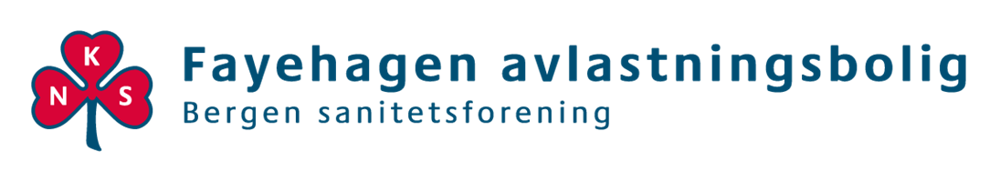 K
N S
Fayehagen avlastningsbolig
Bergen sanitetsforening